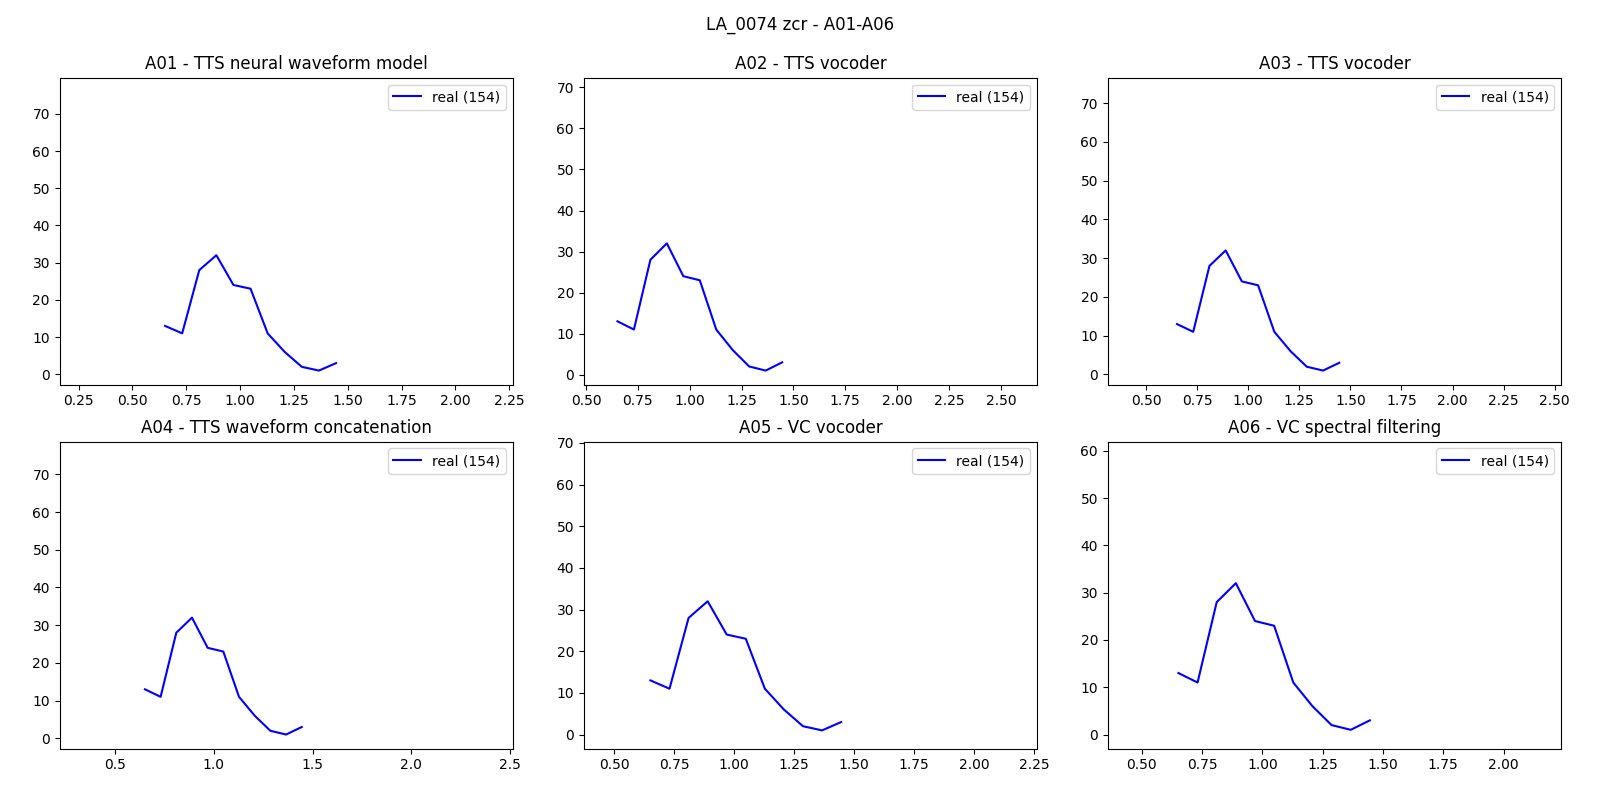 LA_0074 zcr - A01-A06
A01 - TTS neural waveform model
real (154)
70
60
50
40
30
20
10
0
0.25 0.50 0.75 1.00 1.25 1.50 1.75 2.00 2.25
A02 - TTS vocoder
real (154)
70
60
50
40
30
20
10
0
0.50 0.75 1.00 1.25 1.50 1.75 2.00 2.25 2.50
A03 - TTS vocoder
real (154)
70
60
50
40
30
20
10
0
0.50 0.75 1.00 1.25 1.50 1.75 2.00 2.25 2.50
A04 - TTS waveform concatenation
real (154)
70
60
50
40
30
20
10
0
0.5 1.0 1.5 2.0 2.5
A05 - VC vocoder
real (154)
70
60
50
40
30
20
10
0
0.50 0.75 1.00 1.25 1.50 1.75 2.00 2.25
A06 - VC spectral filtering
real (154)
60
50
40
30
20
10
0
0.50 0.75 1.00 1.25 1.50 1.75 2.00